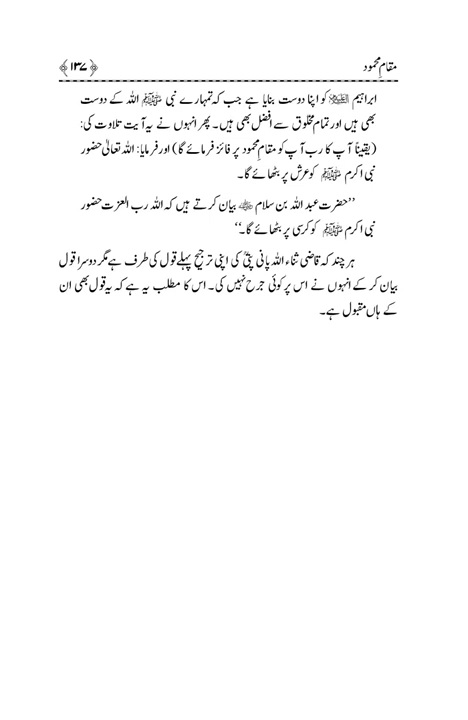 مقامِ محمود ﴿ ۱۳۷ ﴾
ابراہیم علیہ السلام کو اپنا دوست بنایا ہے جب کہ تمہارے نبی ﷺ اللہ کے دوست
بھی ہیں اور تمام مخلوق سے افضل بھی ہیں۔ پھر انہوں نے یہ آیت تلاوت کی:
(یقیناً آپ کا رب آپ کو مقام محمود پر فائز فرمائے گا) اور فرمایا: اللہ تعالیٰ حضور
نبی اکرم ﷺ کو عرش پر بٹھائے گا۔
’’حضرت عبد اللہ بن سلام رضی اللہ عنہ بیان کرتے ہیں کہ اللہ رب العزت حضور
نبی اکرم ﷺ کو کرسی پر بٹھائے گا۔‘‘
ہر چند کہ قاضی ثناء اللہ پانی پتیؒ کی اپنی ترجیح پہلے قول کی طرف ہے مگر دوسرا قول
بیان کر کے انہوں نے اس پر کوئی جرح نہیں کی۔ اس کا مطلب یہ ہے کہ یہ قول بھی ان
کے ہاں مقبول ہے۔